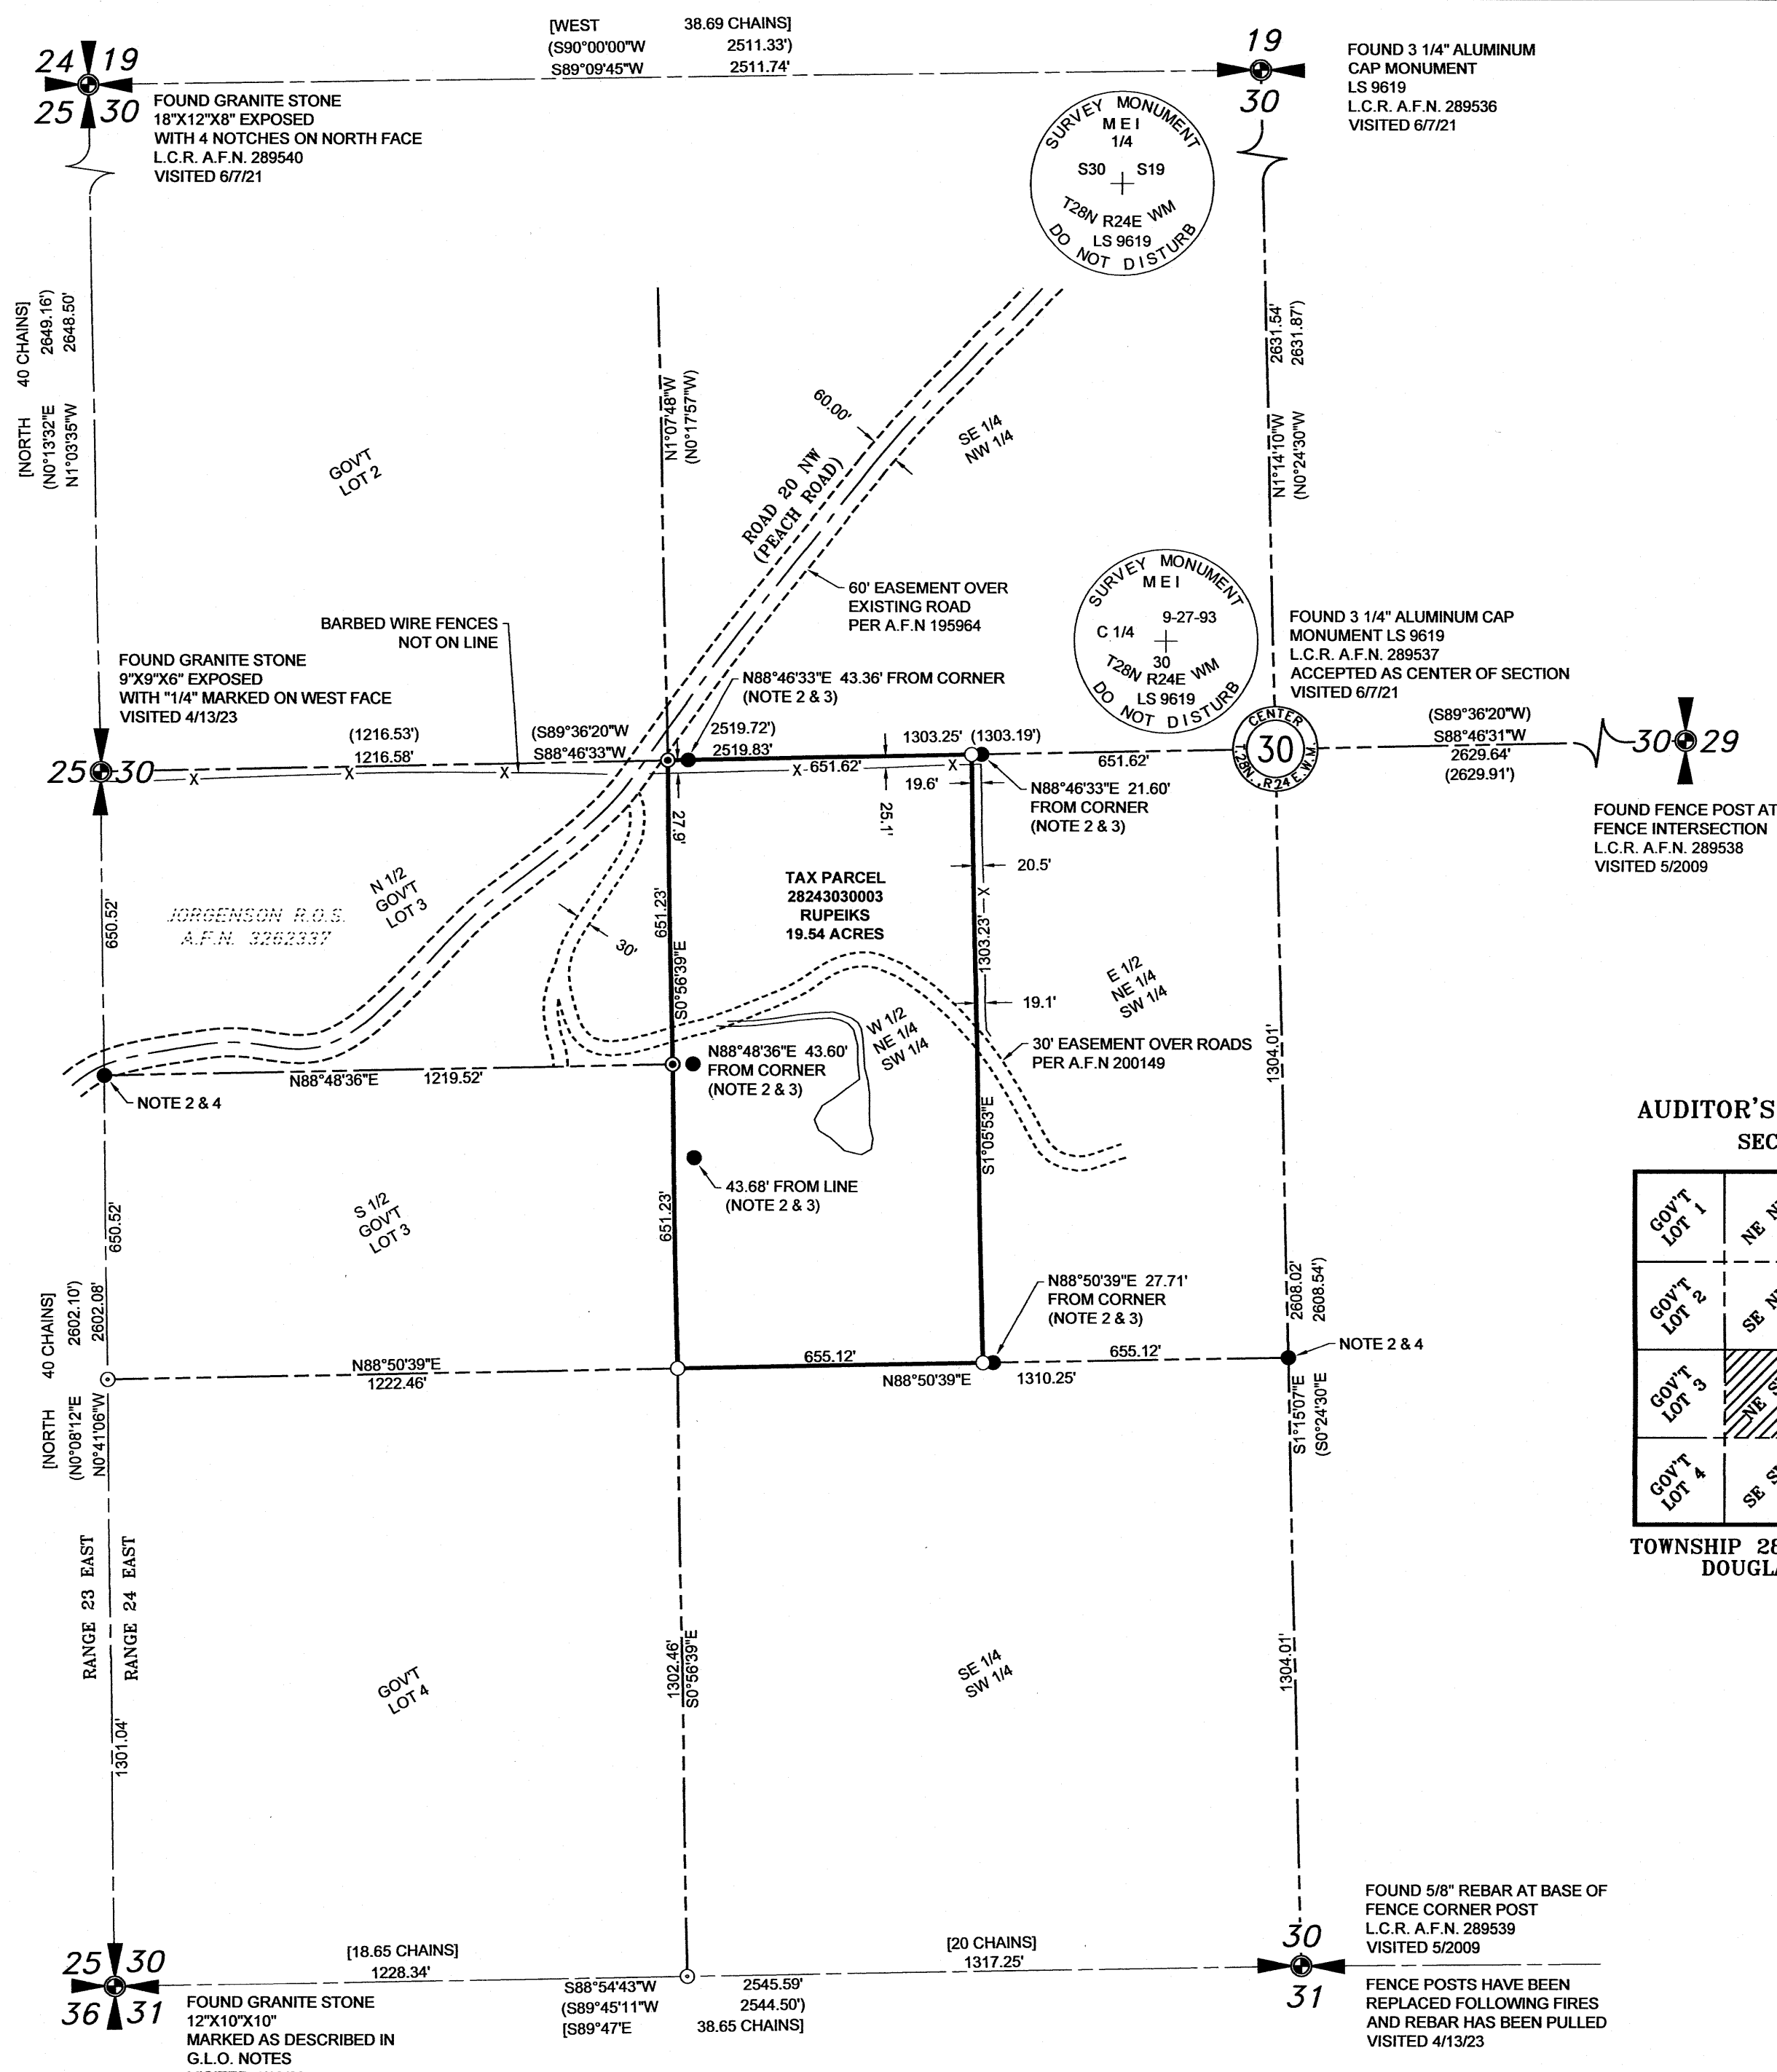 [WEST 38.69 CHAINS]
(S90°00'00"W 2511.33')
S89°09'45"W 2511.74'
24 19
25 30
FOUND GRANITE STONE
18"X12"X8" EXPOSED
WITH 4 NOTCHES ON NORTH FACE
L.C.R. A.F.N. 289540
VISITED 6/7/21
19
30
FOUND 3 1/4" ALUMINUM
CAP MONUMENT
LS 9619
L.C.R. A.F.N. 289536
VISITED 6/7/21
SURVEY MONUMENT
MEI
1/4
S30 S19
T28N R24E WM
LS 9619
DO NOT DISTURB
[NORTH 40 CHAINS]
(N0°13'32"E 2649.16')
N1°03'35"W 2648.50'
N1°07'48"W
(N0°17'57"W)
2631.54'
2631.87')
N1°14'10"W
(N0°24'30"W
GOV'T
LOT 2
60.00'
SE 1/4
NW 1/4
ROAD 20 NW
(PEACH ROAD)
60' EASEMENT OVER
EXISTING ROAD
PER A.F.N 195964
SURVEY MONUMENT
MEI
9-27-93
C 1/4
30
T28N R24E WM
LS 9619
DO NOT DISTURB
FOUND 3 1/4" ALUMINUM CAP
MONUMENT LS 9619
L.C.R. A.F.N. 289537
ACCEPTED AS CENTER OF SECTION
VISITED 6/7/21
BARBED WIRE FENCES
NOT ON LINE
FOUND GRANITE STONE
9"X9"X6" EXPOSED
WITH "1/4" MARKED ON WEST FACE
VISITED 4/13/23
N88°46'33"E 43.36' FROM CORNER
(NOTE 2 & 3)
(1216.53')
1216.58'
(S89°36'20"W 2519.72')
S88°46'33"W 2519.83'
1303.25' (1303.19')
651.62'
651.62'
CENTER
30
T.28N., R.24 E.W.M.
(S89°36'20"W)
S88°46'31"W
2629.64'
(2629.91')
25 30
30 29
X X X X X
19.6'
27.9'
25.1'
N88°46'33"E 21.60'
FROM CORNER
(NOTE 2 & 3)
FOUND FENCE POST AT
FENCE INTERSECTION
L.C.R. A.F.N. 289538
VISITED 5/2009
20.5'
X
TAX PARCEL
28243030003
RUPEIKS
19.54 ACRES
N 1/2
GOV'T
LOT 3
JORGENSON R.O.S.
A.F.N. 3262337
650.52'
30'
651.23'
S0°56'39"E
1303.23'
E 1/2
NE 1/4
SW 1/4
19.1'
W 1/2
NE 1/4
SW 1/4
30' EASEMENT OVER ROADS
PER A.F.N 200149
N88°48'36"E 43.60'
FROM CORNER
(NOTE 2 & 3)
N88°48'36"E 1219.52'
NOTE 2 & 4
1304.01'
S1°05'53"E
43.68' FROM LINE
(NOTE 2 & 3)
S 1/2
GOV'T
LOT 3
650.52'
651.23'
AUDITOR'S
SEC
GOV'T
LOT 1
GOV'T
LOT 2
GOV'T
LOT 3
GOV'T
LOT 4
TOWNSHIP 28
DOUGLA
N88°50'39"E 27.71'
FROM CORNER
(NOTE 2 & 3)
2608.02'
2608.54')
NOTE 2 & 4
[NORTH 40 CHAINS]
(N0°08'12"E 2602.10')
N0°41'06"W 2602.08'
N88°50'39"E
1222.46'
655.12'
655.12'
N88°50'39"E 1310.25'
S1°15'07"E
(S0°24'30"E
RANGE 23 EAST
RANGE 24 EAST
1302.46'
S0°56'39"E
SE 1/4
SW 1/4
1304.01'
GOV'T
LOT 4
1301.04'
FOUND 5/8" REBAR AT BASE OF
FENCE CORNER POST
L.C.R. A.F.N. 289539
VISITED 5/2009
25 30
36 31
[18.65 CHAINS]
1228.34'
[20 CHAINS]
1317.25'
30
31
S88°54'43"W 2545.59'
(S89°45'11"W 2544.50')
[S89°47'E 38.65 CHAINS]
FOUND GRANITE STONE
12"X10"X10"
MARKED AS DESCRIBED IN
G.L.O. NOTES
FENCE POSTS HAVE BEEN
REPLACED FOLLOWING FIRES
AND REBAR HAS BEEN PULLED
VISITED 4/13/23